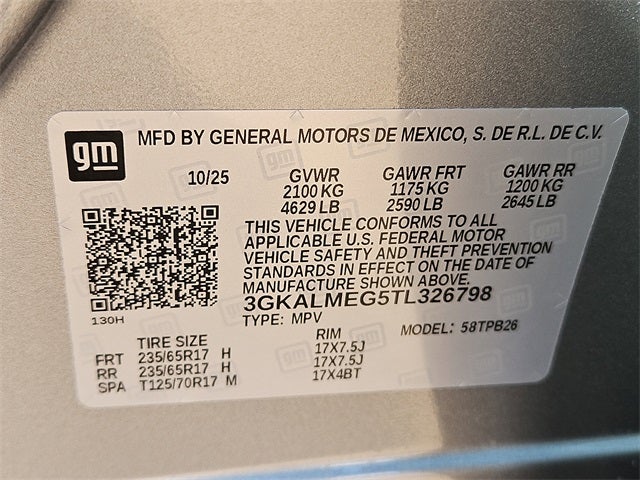 gm
MFD BY GENERAL MOTORS DE MEXICO, S. DE R.L. DE C.V.
10/25 GVWR GAWR FRT GAWR RR
2100 KG 1175 KG 1200 KG
4629 LB 2590 LB 2645 LB
THIS VEHICLE CONFORMS TO ALL
APPLICABLE U.S. FEDERAL MOTOR
VEHICLE SAFETY AND THEFT PREVENTION
STANDARDS IN EFFECT ON THE DATE OF
MANUFACTURE SHOWN ABOVE.
3GKALMEG5TL326798
130H TYPE: MPV MODEL: 58TPB26
TIRE SIZE RIM
FRT 235/65R17 H 17X7.5J
RR 235/65R17 H 17X7.5J
SPA T125/70R17 M 17X4BT